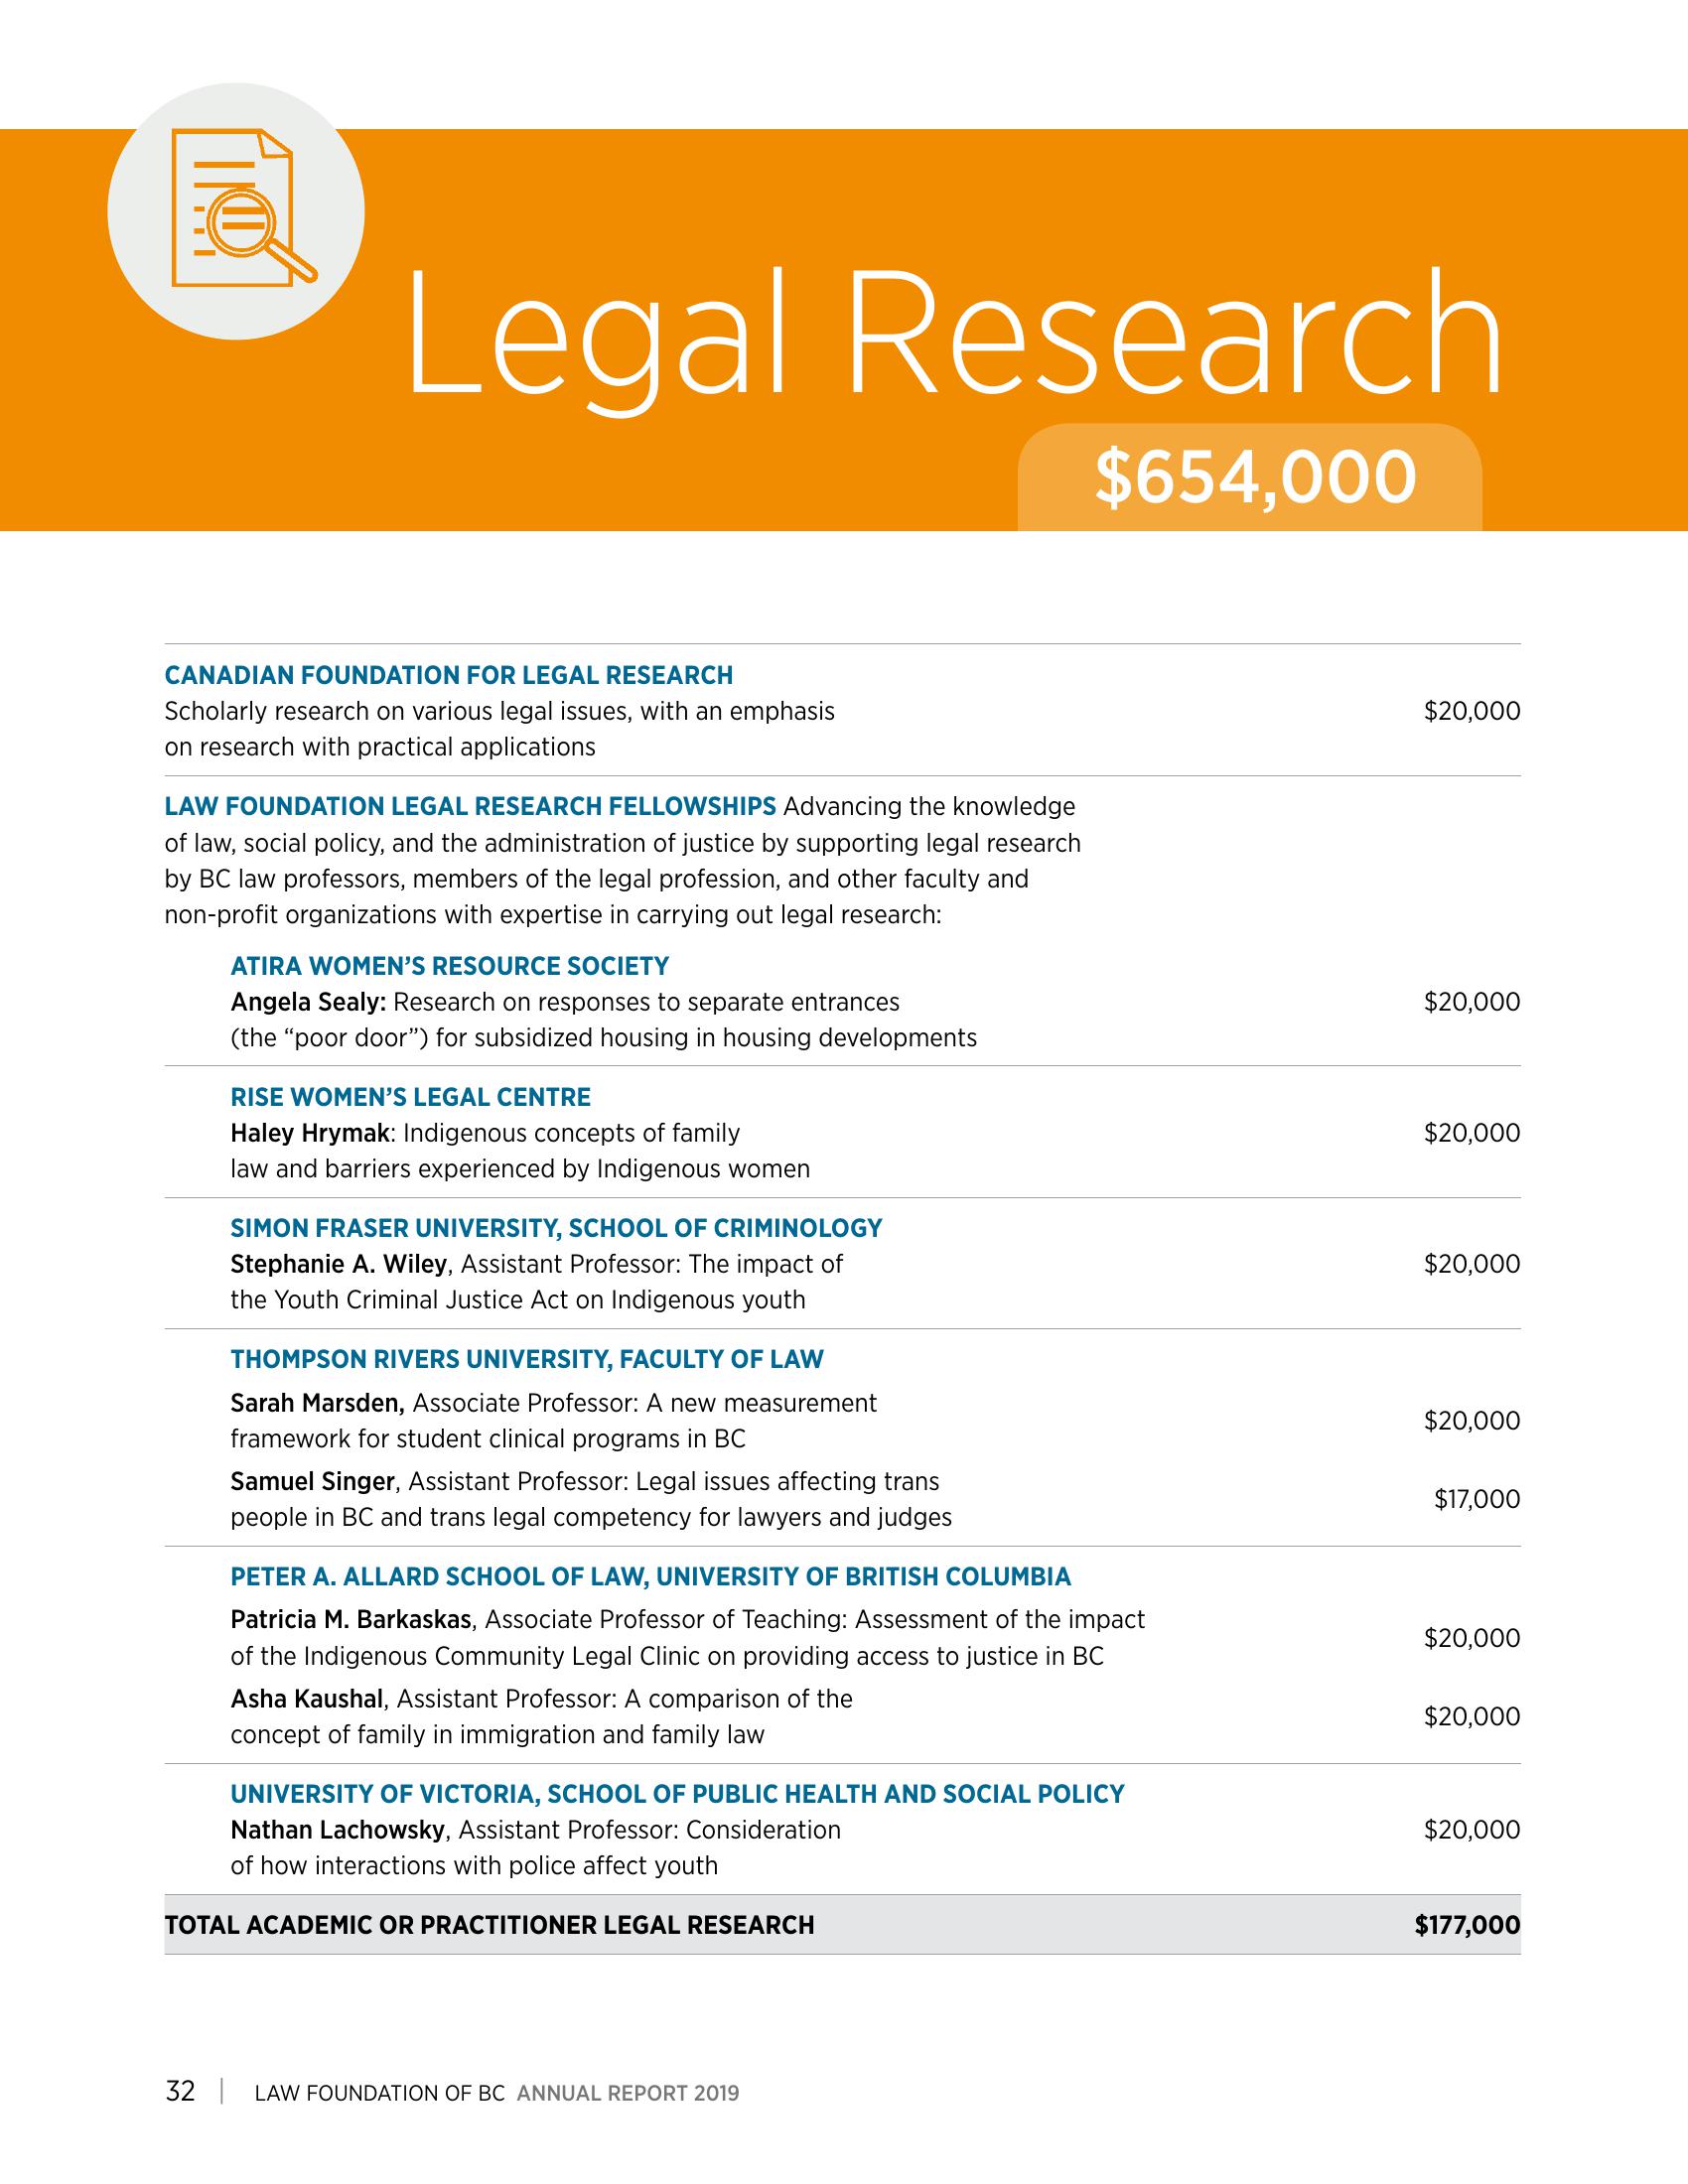 Legal Research
$654,000
CANADIAN FOUNDATION FOR LEGAL RESEARCH
Scholarly research on various legal issues, with an emphasis $20,000
on research with practical applications
LAW FOUNDATION LEGAL RESEARCH FELLOWSHIPS Advancing the knowledge
of law, social policy, and the administration of justice by supporting legal research
by BC law professors, members of the legal profession, and other faculty and
non-profit organizations with expertise in carrying out legal research:
ATIRA WOMEN’S RESOURCE SOCIETY
Angela Sealy: Research on responses to separate entrances $20,000
(the “poor door”) for subsidized housing in housing developments
RISE WOMEN’S LEGAL CENTRE
Haley Hrymak: Indigenous concepts of family $20,000
law and barriers experienced by Indigenous women
SIMON FRASER UNIVERSITY, SCHOOL OF CRIMINOLOGY
Stephanie A. Wiley, Assistant Professor: The impact of $20,000
the Youth Criminal Justice Act on Indigenous youth
THOMPSON RIVERS UNIVERSITY, FACULTY OF LAW
Sarah Marsden, Associate Professor: A new measurement
framework for student clinical programs in BC
$20,000
Samuel Singer, Assistant Professor: Legal issues affecting trans
people in BC and trans legal competency for lawyers and judges
$17,000
PETER A. ALLARD SCHOOL OF LAW, UNIVERSITY OF BRITISH COLUMBIA
Patricia M. Barkaskas, Associate Professor of Teaching: Assessment of the impact
of the Indigenous Community Legal Clinic on providing access to justice in BC
$20,000
Asha Kaushal, Assistant Professor: A comparison of the
concept of family in immigration and family law
$20,000
UNIVERSITY OF VICTORIA, SCHOOL OF PUBLIC HEALTH AND SOCIAL POLICY
Nathan Lachowsky, Assistant Professor: Consideration $20,000
of how interactions with police affect youth
TOTAL ACADEMIC OR PRACTITIONER LEGAL RESEARCH $177,000
32 | LAW FOUNDATION OF BC ANNUAL REPORT 2019